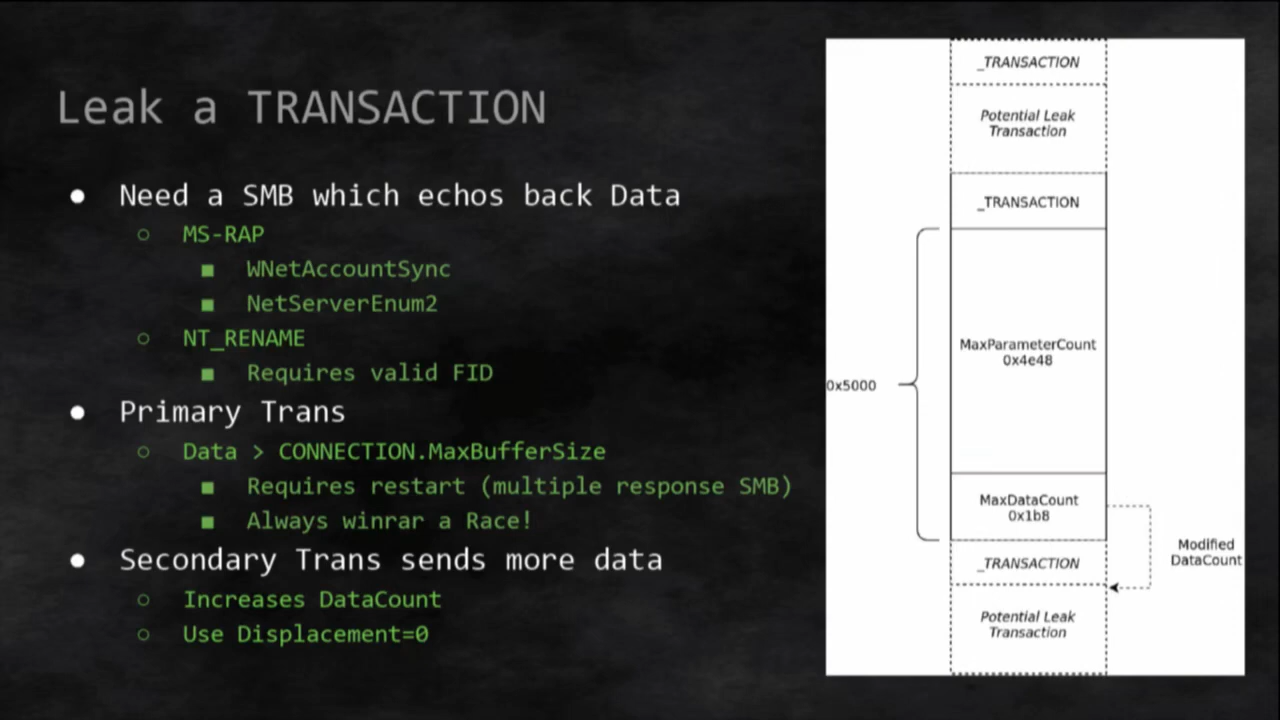 Leak a TRANSACTION
● Need a SMB which echos back Data
○ MS-RAP
■ WNetAccountSync
■ NetServerEnum2
○ NT_RENAME
■ Requires valid FID
● Primary Trans
○ Data > CONNECTION.MaxBufferSize
■ Requires restart (multiple response SMB)
■ Always winrar a Race!
● Secondary Trans sends more data
○ Increases DataCount
○ Use Displacement=0
_TRANSACTION
Potential Leak
Transaction
_TRANSACTION
MaxParameterCount
0x4e48
0x5000
MaxDataCount
0x1b8
Modified
DataCount
_TRANSACTION
Potential Leak
Transaction